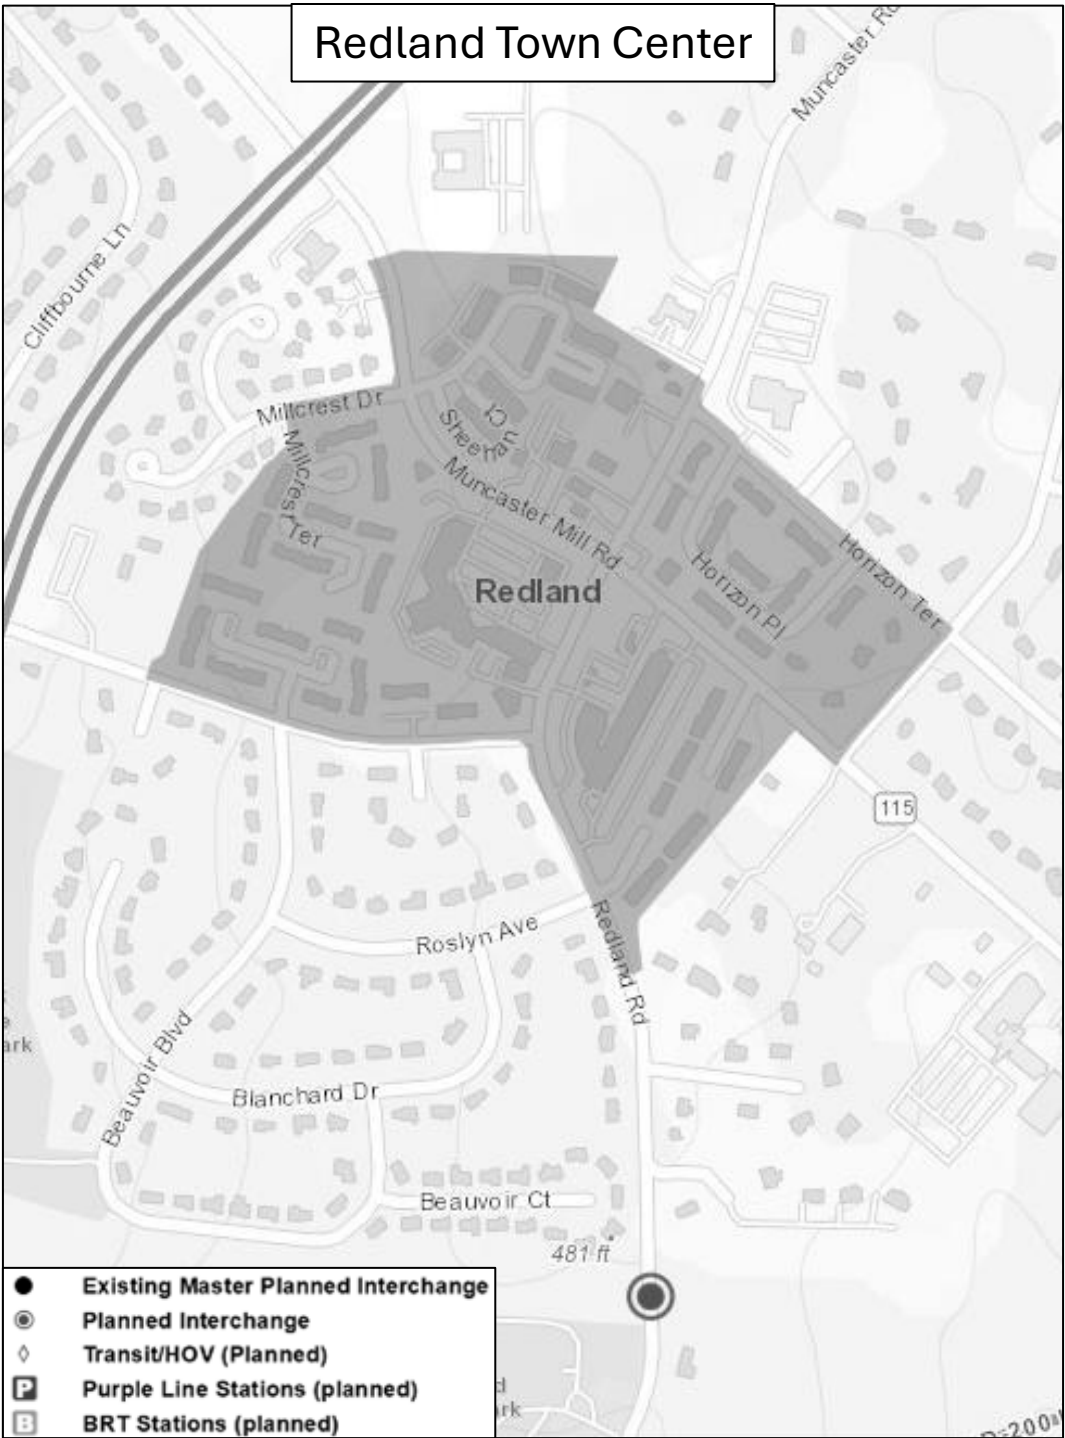 Redland Town Center
Muncaster Rd
Cliffbourne Ln
Millcrest Dr
Sheenan Ct
Millcrest Ter
Muncaster Mill Rd
Horizon Ter
Horizon Pl
Redland
115
Roslyn Ave
Redland Rd
ark
Beauvoir Blvd
Blanchard Dr
Beauvoir Ct
481 ft
Existing Master Planned Interchange
Planned Interchange
Transit/HOV (Planned)
P Purple Line Stations (planned)
B BRT Stations (planned)